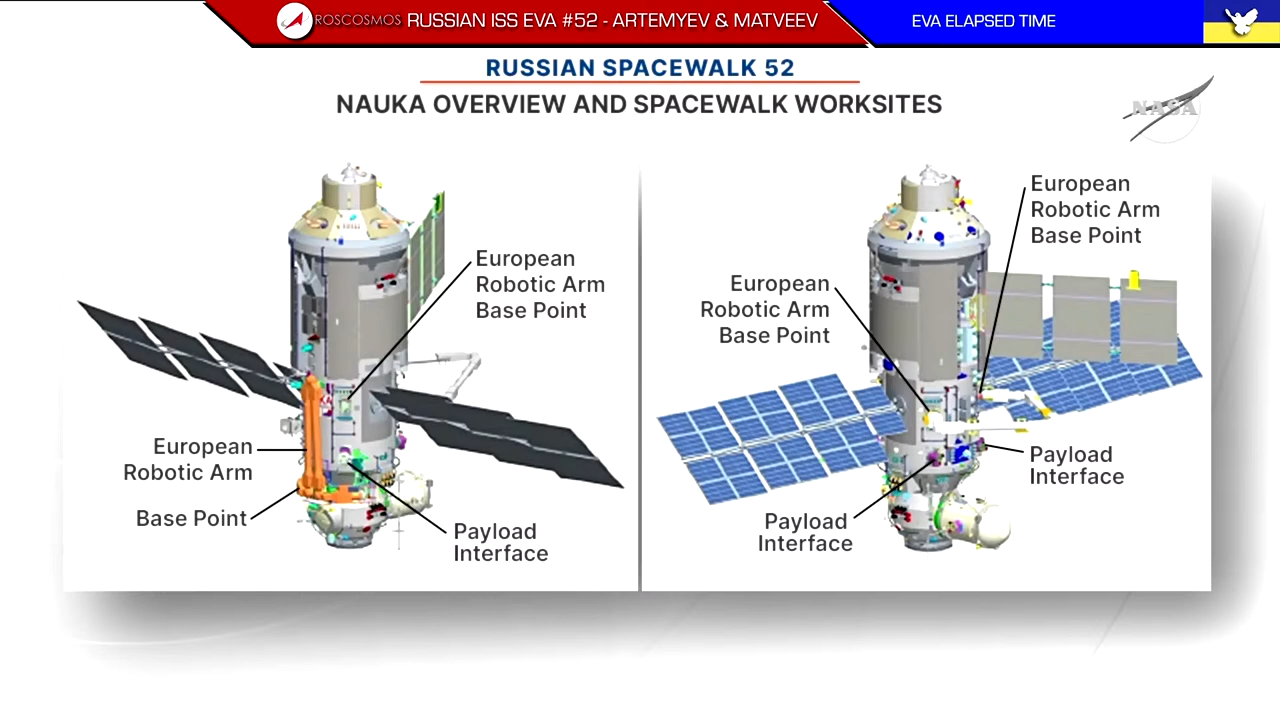 ROSCOSMOS RUSSIAN ISS EVA #52 - ARTEMYEV & MATVEEV
EVA ELAPSED TIME
RUSSIAN SPACEWALK 52
NAUKA OVERVIEW AND SPACEWALK WORKSITES
NASA
European
Robotic Arm
Base Point
European
Robotic Arm
Base Point
Payload
Interface
European
Robotic Arm
Base Point
European
Robotic Arm
Base Point
Payload
Interface
Payload
Interface